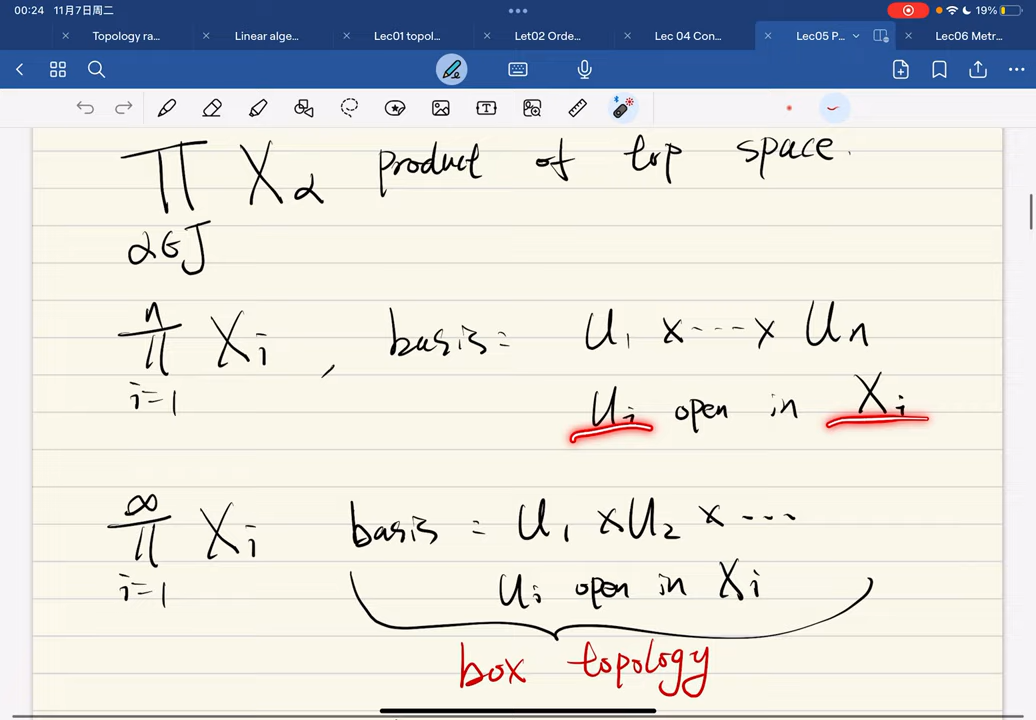 00:24 11月7日周二
19%
Topology ra... Linear alge... Lec01 topol... Let02 Orde... Lec 04 Con... Lec05 P... Lec06 Metr...
∏ Xα product of top space.
α∈J
n
∏ Xi , basis = U1 x ---- x Un
i=1
Ui open in Xi
∞
∏ Xi basis = U1 x U2 x ---
i=1
Ui open in Xi
box topology